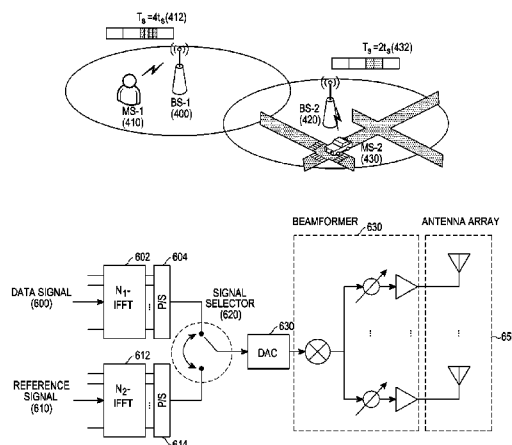 Ts =4ts(412)
Ts =2ts(432)
MS-1
(410)
BS-1
(400)
BS-2
(420)
MS-2
(430)
BEAMFORMER
630
ANTENNA ARRAY
602
604
DATA SIGNAL
(600)
N1-
IFFT
P/S
SIGNAL
SELECTOR
(620)
630
DAC
65
612
REFERENCE
SIGNAL
(610)
N2-
IFFT
P/S
614